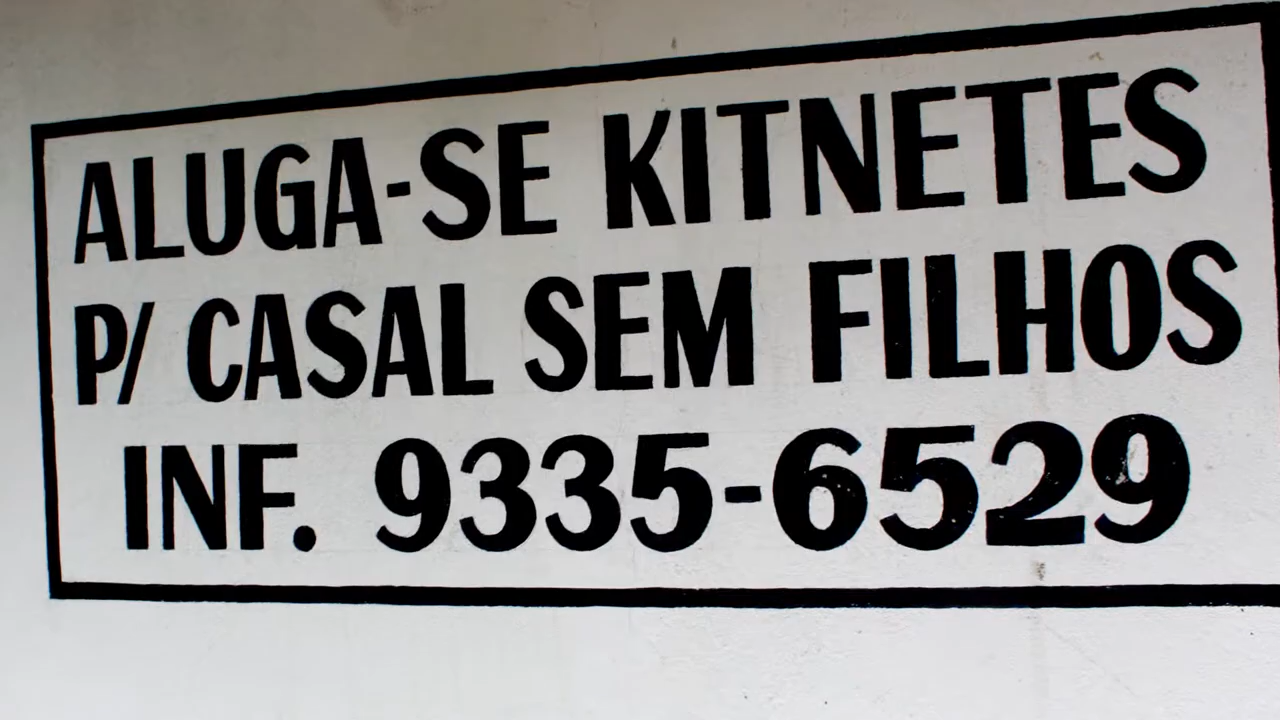 ALUGA-SE KITNETES
P/ CASAL SEM FILHOS
INF. 9335-6529